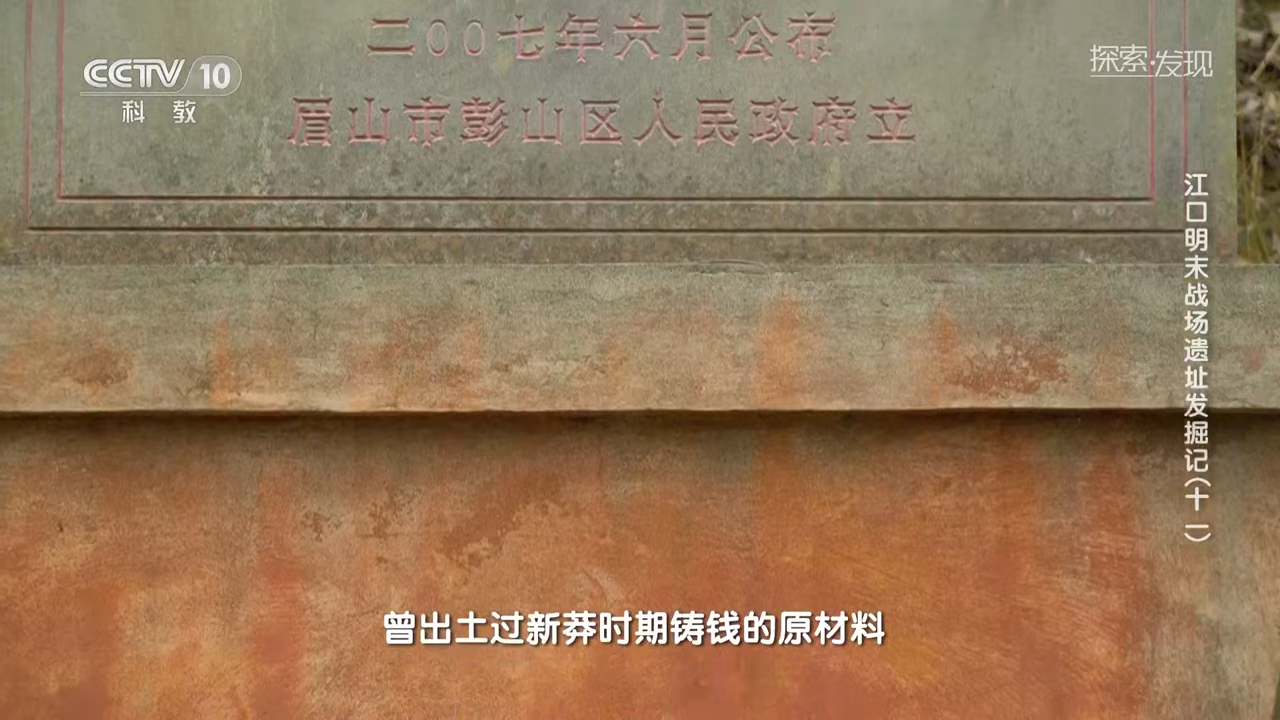 二00七年六月公布
眉山市彭山区人民政府立
CCTV 10
科教
探索·发现
江口明末战场遗址发掘记(十一)
曾出土过新莽时期铸钱的原材料